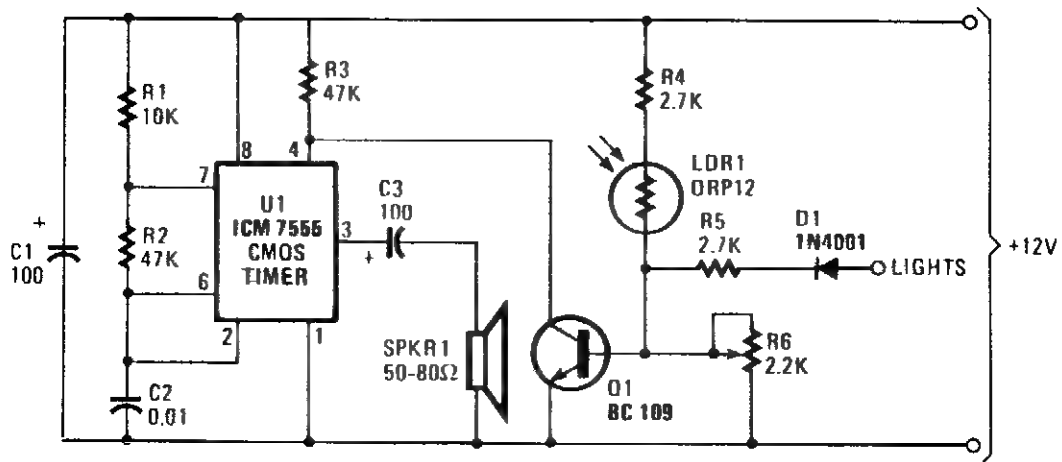 R1
10K
R3
47K
R4
2.7K
8
4
7
U1
ICM 7555
CMOS
TIMER
3
C3
100
+
LDR1
ORP12
R5
2.7K
D1
1N4001
LIGHTS
+12V
+
C1
100
R2
47K
6
2
1
SPKR1
50-80Ω
R6
2.2K
Q1
BC 109
C2
0.01